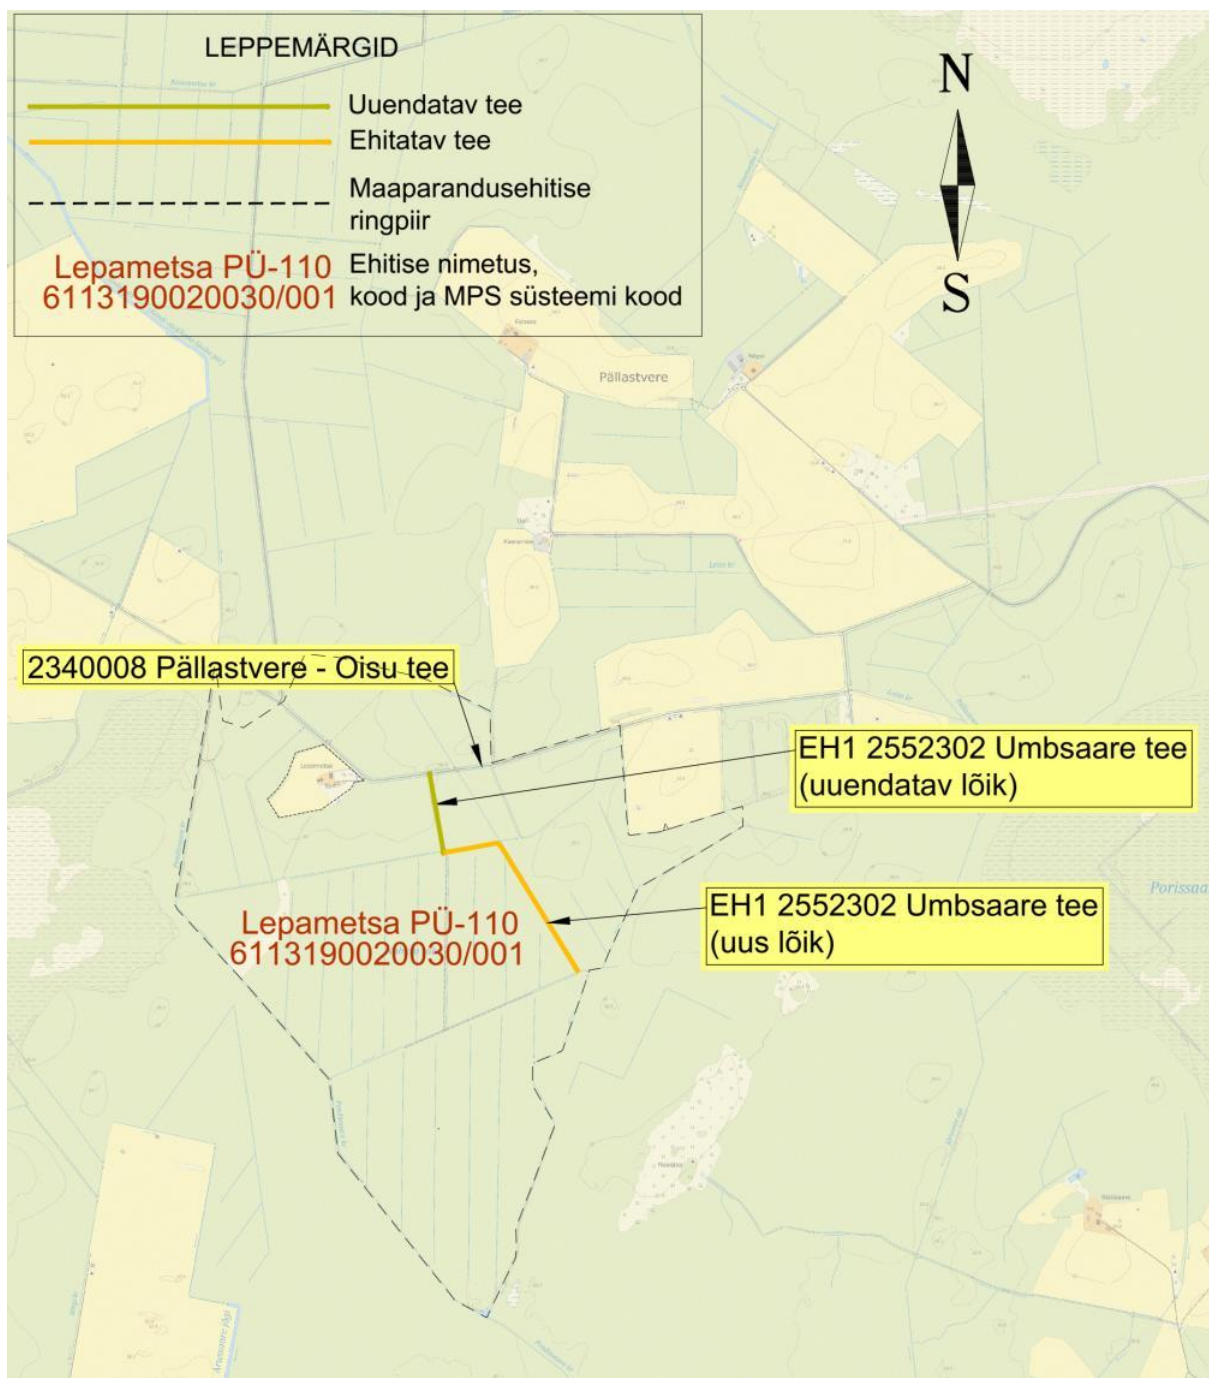 LEPPEMÄRGID
Uuendatav tee
Ehitatav tee
Maaparandusehitise
ringpiir
Lepametsa PÜ-110
6113190020030/001
Ehitise nimetus,
kood ja MPS süsteemi kood
N
S
Pällastvere
2340008 Pällastvere - Oisu tee
EH1 2552302 Umbsaare tee
(uuendatav lõik)
EH1 2552302 Umbsaare tee
(uus lõik)
Lepametsa PÜ-110
6113190020030/001
Porissaa